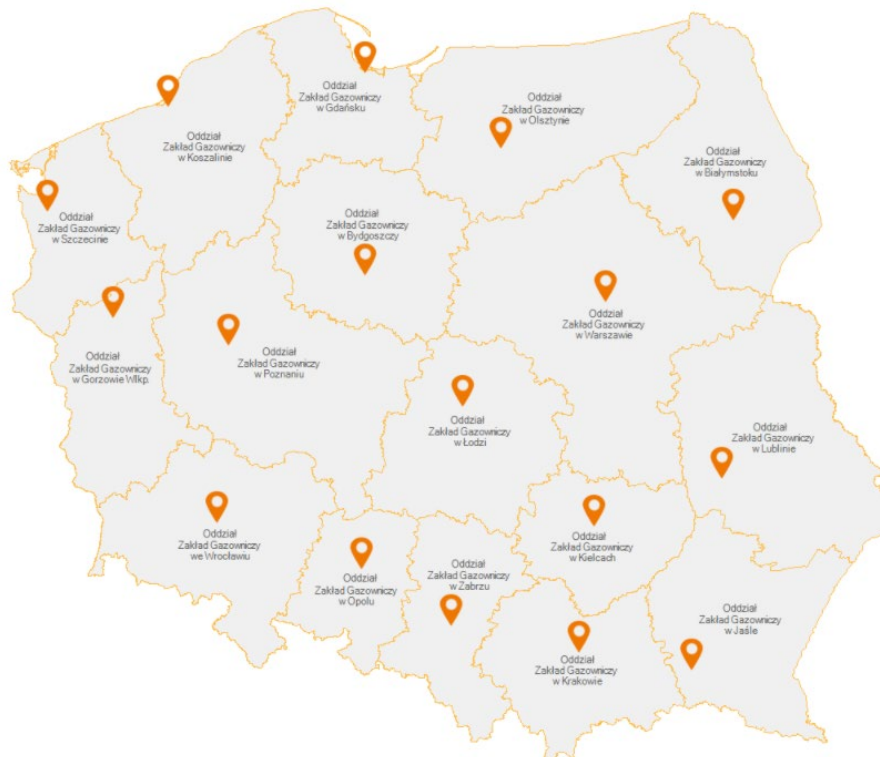 Oddział
Zakład Gazowniczy
w Gdańsku
Oddział
Zakład Gazowniczy
w Olsztynie
Oddział
Zakład Gazowniczy
w Koszalinie
Oddział
Zakład Gazowniczy
w Białymstoku
Oddział
Zakład Gazowniczy
w Szczecinie
Oddział
Zakład Gazowniczy
w Bydgoszczy
Oddział
Zakład Gazowniczy
w Warszawie
Oddział
Zakład Gazowniczy
w Gorzowie Wlkp.
Oddział
Zakład Gazowniczy
w Poznaniu
Oddział
Zakład Gazowniczy
w Łodzi
Oddział
Zakład Gazowniczy
w Lublinie
Oddział
Zakład Gazowniczy
we Wrocławiu
Oddział
Zakład Gazowniczy
w Kielcach
Oddział
Zakład Gazowniczy
w Opolu
Oddział
Zakład Gazowniczy
w Zabrzu
Oddział
Zakład Gazowniczy
w Jaśle
Oddział
Zakład Gazowniczy
w Krakowie